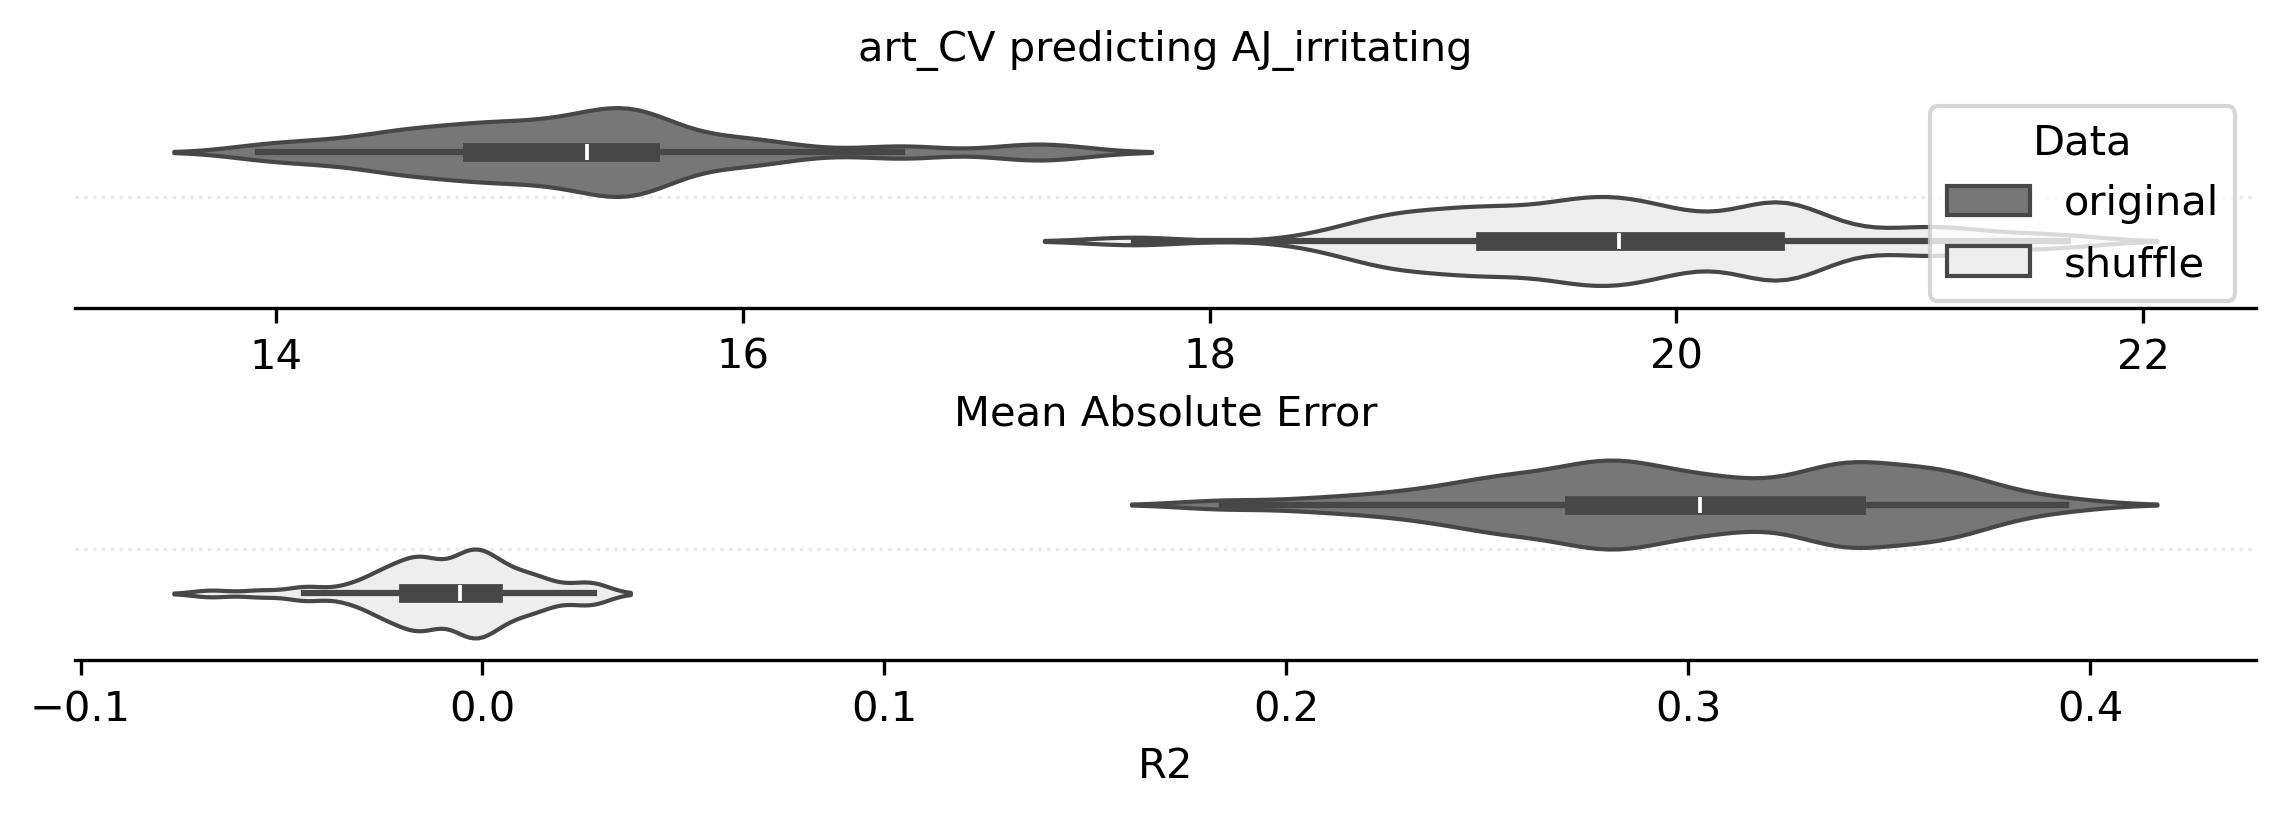 art_CV predicting AJ_irritating
Data
original
shuffle
14 16 18 20 22
Mean Absolute Error
−0.1 0.0 0.1 0.2 0.3 0.4
R2